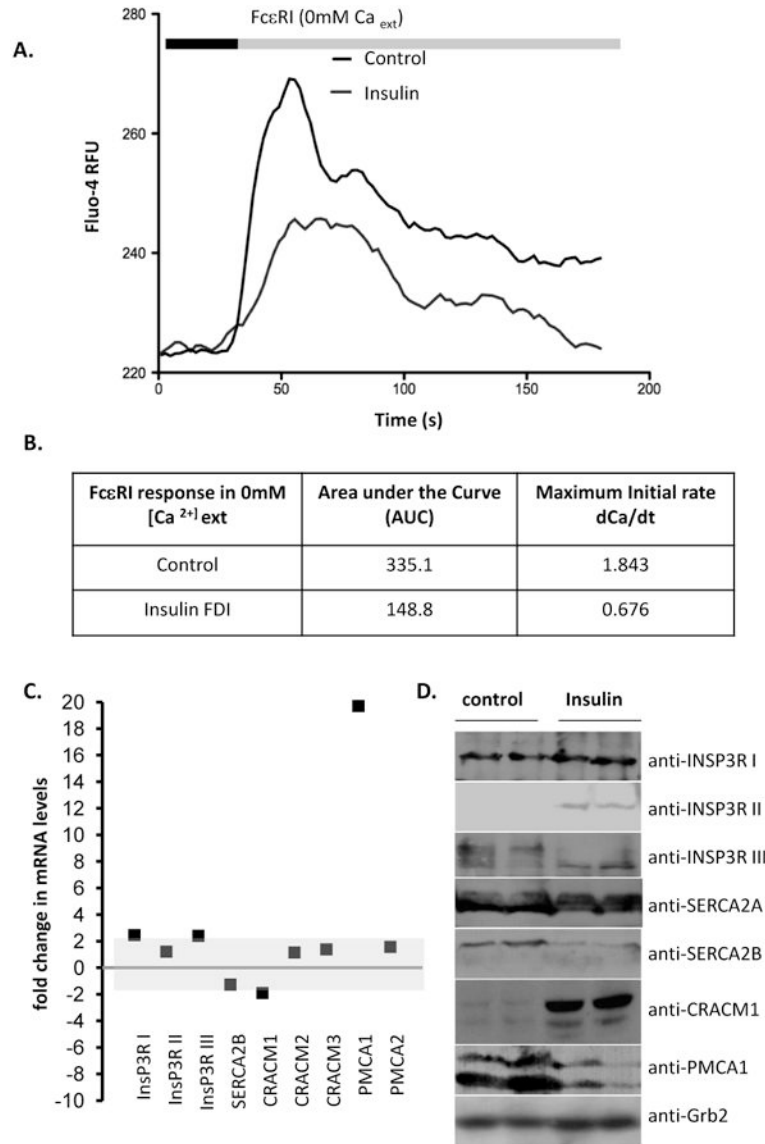 FcεRI (0mM Ca ext)
A.
Control
Insulin
280
260
240
220
Fluo-4 RFU
0
50
100
150
200
Time (s)
B.
FcεRI response in 0mM [Ca 2+] ext
Area under the Curve (AUC)
Maximum Initial rate dCa/dt
Control
335.1
1.843
Insulin FDI
148.8
0.676
C.
20
18
16
14
12
10
8
6
4
2
0
-2
-4
-6
-8
-10
fold change in mRNA levels
InsP3R I
InsP3R II
InsP3R III
SERCA2B
CRACM1
CRACM2
CRACM3
PMCA1
PMCA2
D.
control
Insulin
anti-INSP3R I
anti-INSP3R II
anti-INSP3R III
anti-SERCA2A
anti-SERCA2B
anti-CRACM1
anti-PMCA1
anti-Grb2